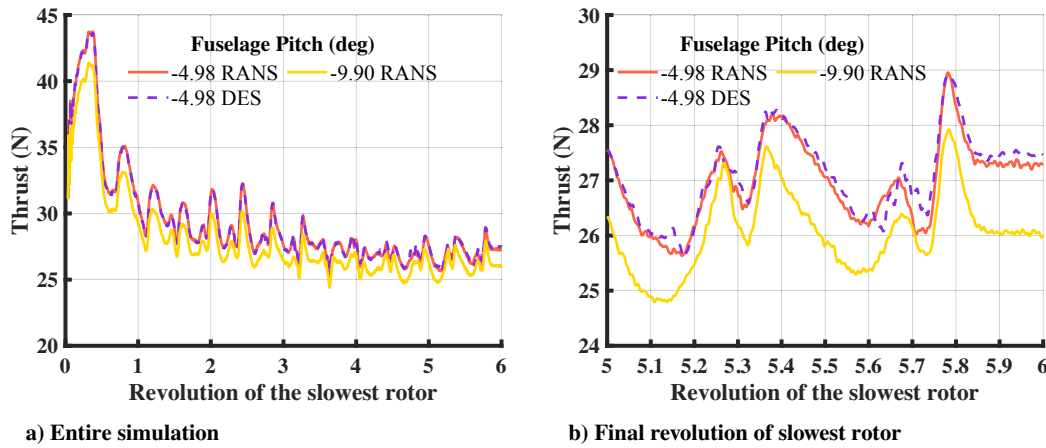 45
40
35
30
25
20
Thrust (N)
Fuselage Pitch (deg)
-4.98 RANS
-9.90 RANS
-4.98 DES
0
1
2
3
4
5
6
Revolution of the slowest rotor
a) Entire simulation
30
29
28
27
26
25
24
Thrust (N)
Fuselage Pitch (deg)
-4.98 RANS
-9.90 RANS
-4.98 DES
5
5.1
5.2
5.3
5.4
5.5
5.6
5.7
5.8
5.9
6
Revolution of the slowest rotor
b) Final revolution of slowest rotor